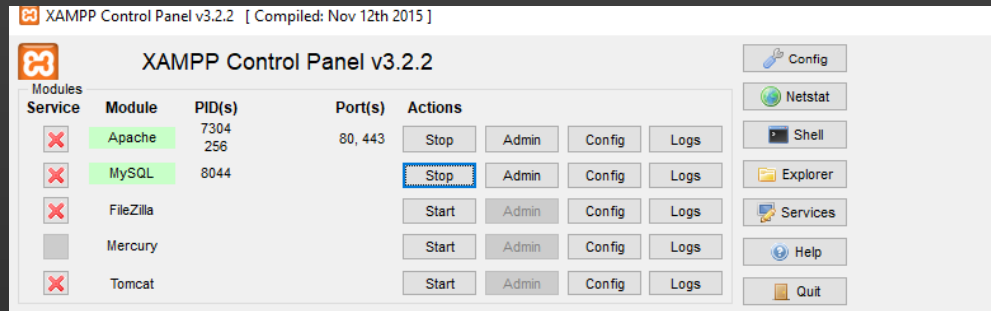 XAMPP Control Panel v3.2.2 [ Compiled: Nov 12th 2015 ]
XAMPP Control Panel v3.2.2
Config
Modules
Service Module PID(s) Port(s) Actions
Netstat
Apache 7304 256 80, 443 Stop Admin Config Logs
Shell
MySQL 8044 Stop Admin Config Logs
Explorer
FileZilla Start Admin Config Logs
Services
Mercury Start Admin Config Logs
Help
Tomcat Start Admin Config Logs
Quit